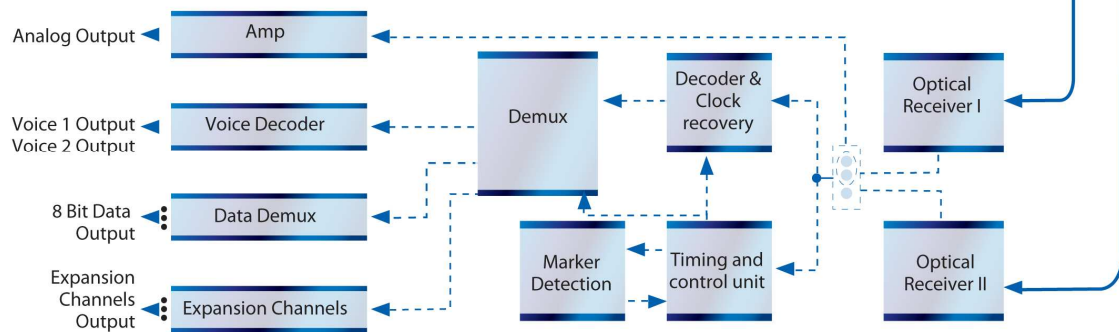 Analog Output
Amp
Voice 1 Output
Voice 2 Output
Voice Decoder
8 Bit Data
Output
Data Demux
Expansion
Channels
Output
Expansion Channels
Demux
Decoder &
Clock
recovery
Marker
Detection
Timing and
control unit
Optical
Receiver I
Optical
Receiver II